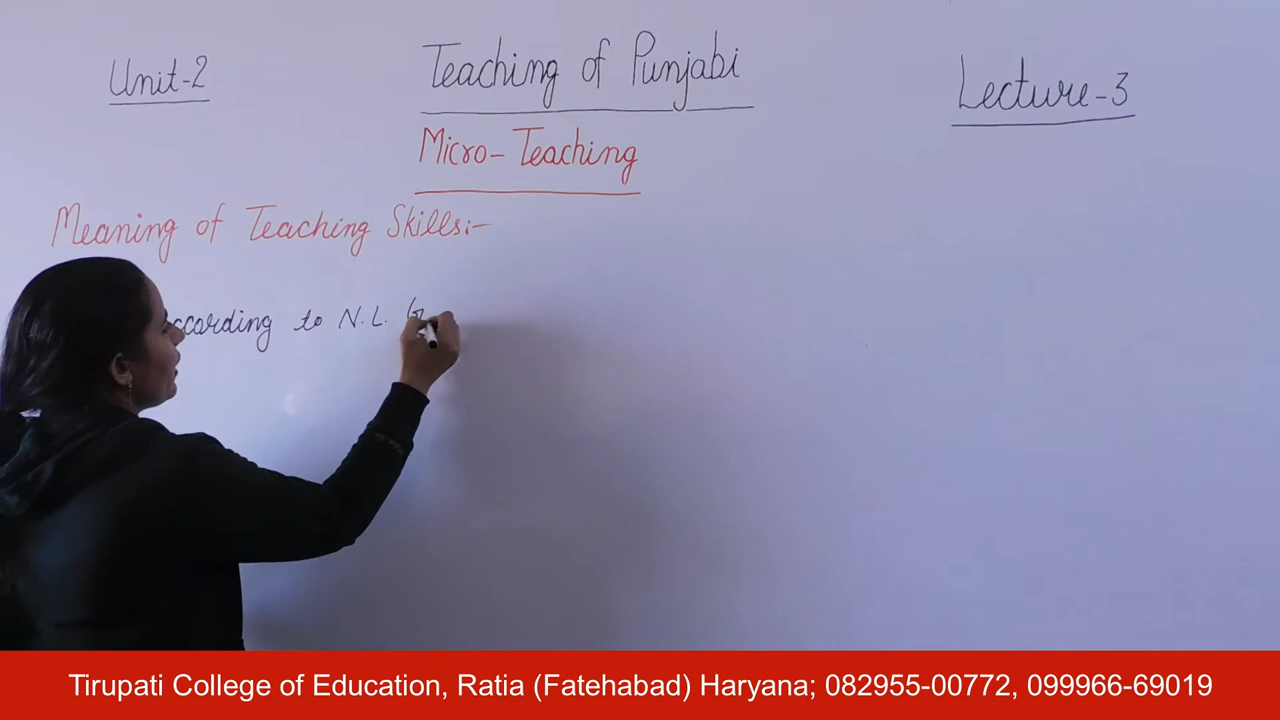 Unit-2
Teaching of Punjabi
Lecture-3
Micro-Teaching
Meaning of Teaching Skills:-
ccording to N.L. G
Tirupati College of Education, Ratia (Fatehabad) Haryana; 082955-00772, 099966-69019